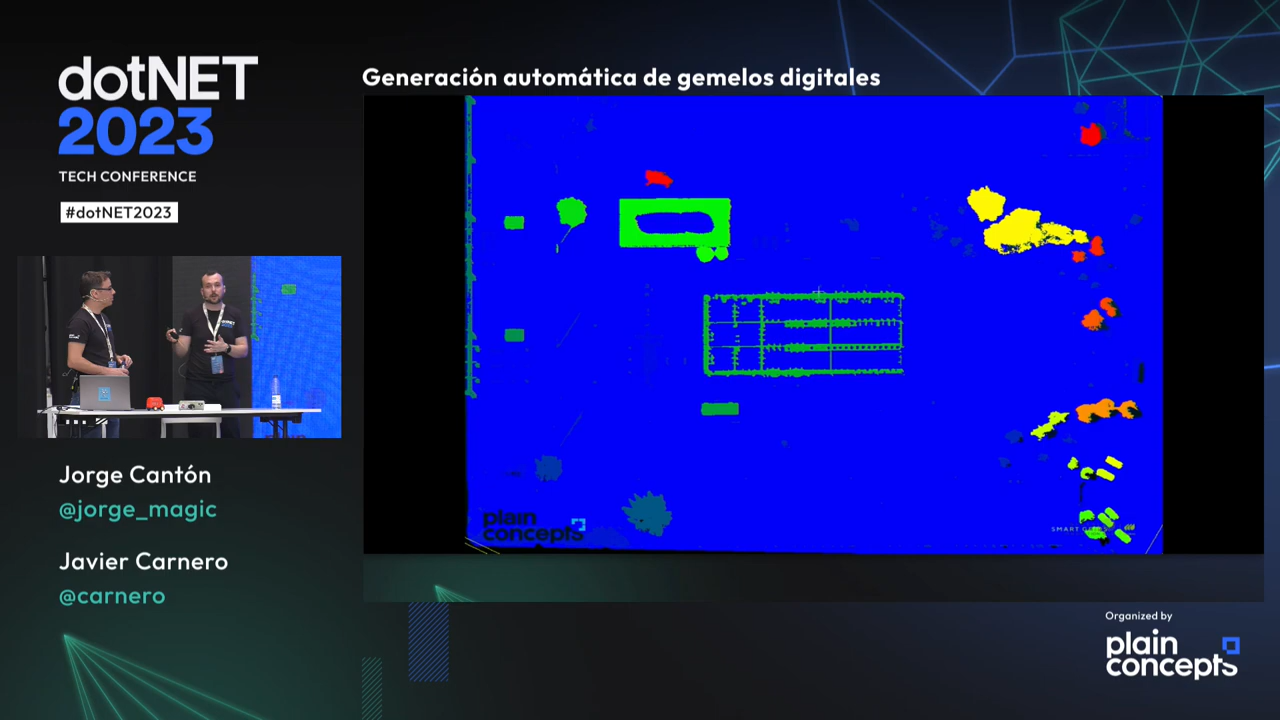 dotNET
2023
TECH CONFERENCE
#dotNET2023
Generación automática de gemelos digitales
plain
concepts
SMART
Jorge Cantón
@jorge_magic
Javier Carnero
@carnero
Organized by
plain
concepts